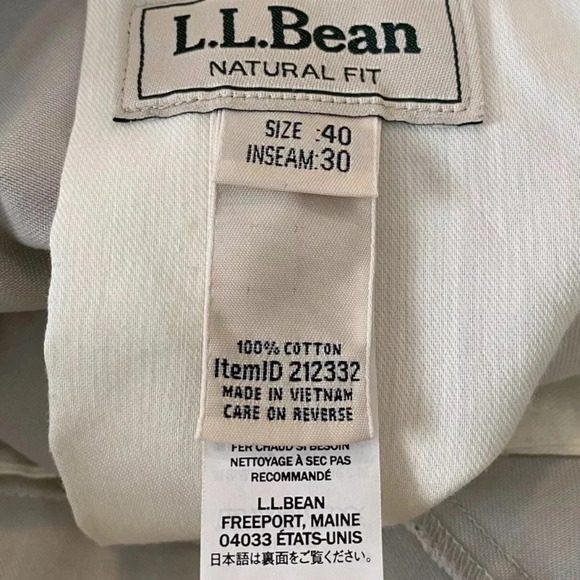 L.L.Bean
NATURAL FIT
SIZE :40
INSEAM:30
100% COTTON
ItemID 212332
MADE IN VIETNAM
CARE ON REVERSE
FER CHAUD SI BESOIN
NETTOYAGE À SEC PAS
RECOMMANDÉ
L.L.BEAN
FREEPORT, MAINE
04033 ÉTATS-UNIS
日本語は裏面をご覧ください。